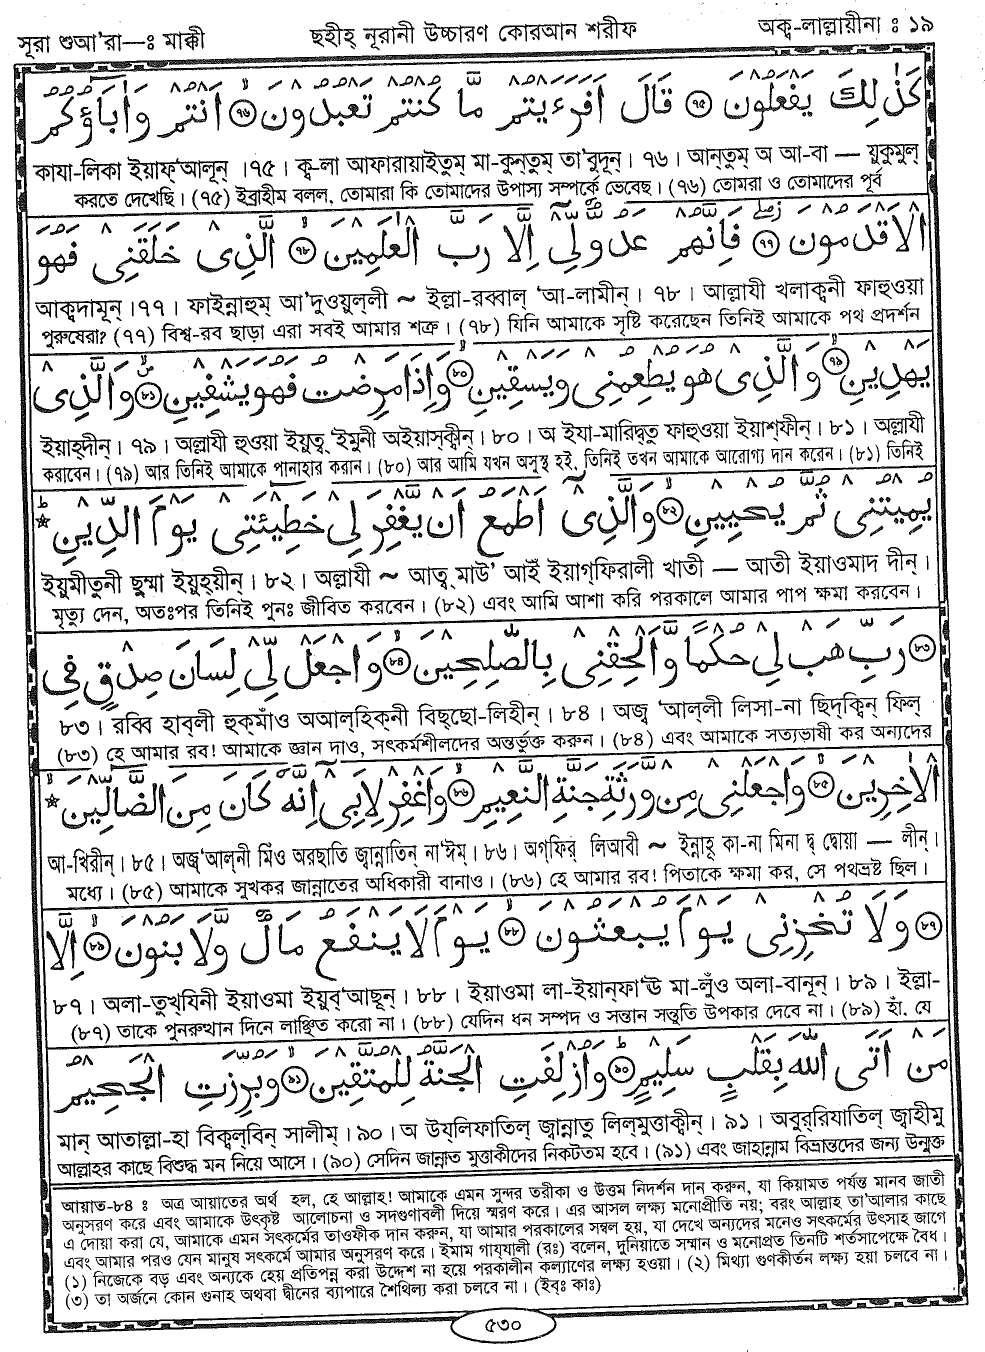 সূরা শুআ'রা—ঃ মাক্কী ছহীহ্ নূরানী উচ্চারণ কোরআন শরীফ অক্ব-লাল্লাযীনা ঃ ১৯
كَذٰلِكَ يَفْعَلُوْنَ ﴿٧٥﴾ قَالَ اَفَرَءَيْتُمْ مَّا كُنْتُمْ تَعْبُدُوْنَ ﴿٧٦﴾ اَنْتُمْ وَاٰبَآؤُكُمُ
কাযা-লিকা ইয়াফ্'আলূন্ ।৭৫। ক্ব-লা আফারায়াইতুম্ মা-কুন্তুম্ তা'বুদূন্। ৭৬। আন্তুম্ অ আ-বা — য়ুকুমুল্
করতে দেখেছি। (৭৫) ইব্রাহীম বলল, তোমারা কি তোমাদের উপাস্য সম্পর্কে ভেবেছ। (৭৬) তোমরা ও তোমাদের পূর্ব
الْاَقْدَمُوْنَ ﴿٧٧﴾ فَاِنَّهُمْ عَدُوٌّ لِّيْٓ اِلَّا رَبَّ الْعٰلَمِيْنَ ﴿٧٨﴾ الَّذِيْ خَلَقَنِيْ فَهُوَ
আক্বদামূন্ ।৭৭। ফাইন্নাহুম্ আ'দুওয়্যুল্লী ~ ইল্লা-রব্বাল্ 'আ-লামীন্। ৭৮। আল্লাযী খলাক্বনী ফাহুওয়া
পুরুষেরা? (৭৭) বিশ্ব-রব ছাড়া এরা সবই আমার শত্রু। (৭৮) যিনি আমাকে সৃষ্টি করেছেন তিনিই আমাকে পথ প্রদর্শন
يَهْدِيْنِ ﴿٧٩﴾ وَالَّذِيْ هُوَ يُطْعِمُنِيْ وَيَسْقِيْنِ ﴿٨٠﴾ وَاِذَا مَرِضْتُ فَهُوَ يَشْفِيْنِ ﴿٨١﴾ وَالَّذِيْ
ইয়াহ্দীন্। ৭৯। অল্লাযী হুওয়া ইয়ুত্ব্'ইমুনী অইয়াস্ক্বীন্। ৮০। অ ইযা-মারিদ্বতু ফাহুওয়া ইয়াশ্ফীন্। ৮১। অল্লাযী
করাবেন। (৭৯) আর তিনিই আমাকে পানাহার করান। (৮০) আর আমি যখন অসুস্থ হই, তিনিই তখন আমাকে আরোগ্য দান করেন। (৮১) তিনিই
يُمِيْتُنِيْ ثُمَّ يُحْيِيْنِ ﴿٨٢﴾ وَالَّذِيْٓ اَطْمَعُ اَنْ يَّغْفِرَ لِيْ خَطِيْٓئَتِيْ يَوْمَ الدِّيْنِ ☆
ইয়ুমীতুনী ছুম্মা ইয়ুহ্য়ীন্। ৮২। অল্লাযী ~ আত্ব্মাউ' আইঁ ইয়াগ্ফিরালী খাতী — আতী ইয়াওমাদ দীন্।
মৃত্যু দেন, অতঃপর তিনিই পুনঃ জীবিত করবেন। (৮২) এবং আমি আশা করি পরকালে আমার পাপ ক্ষমা করবেন।
﴿٨٣﴾ رَبِّ هَبْ لِيْ حُكْمًا وَّاَلْحِقْنِيْ بِالصّٰلِحِيْنَ ﴿٨٤﴾ وَاجْعَلْ لِّيْ لِسَانَ صِدْقٍ فِي
৮৩। রব্বি হাব্লী হুক্মাঁও অআল্হিক্নী বিছ্ছো-লিহীন্। ৮৪। অজ্ব 'আল্লী লিসা-না ছিদ্ক্বিন্ ফিল্
(৮৩) হে আমার রব! আমাকে জ্ঞান দাও, সৎকর্মশীলদের অন্তর্ভুক্ত করুন। (৮৪) এবং আমাকে সত্যভাষী কর অন্যদের
الْاٰخِرِيْنَ ﴿٨٥﴾ وَاجْعَلْنِيْ مِنْ وَّرَثَةِ جَنَّةِ النَّعِيْمِ ﴿٨٦﴾ وَاغْفِرْ لِاَبِيْٓ اِنَّهٗ كَانَ مِنَ الضَّآلِّيْنَ ☆
আ-খিরীন্। ৮৫। অজ্ব্'আল্নী মিঁও অরছাতি জ্বান্নাতিন্ না'ঈম্। ৮৬। অগ্ফির্ লিআবী ~ ইন্নাহূ কা-না মিনা দ্ব দ্বোয়া — লীন্।
মধ্যে। (৮৫) আমাকে সুখকর জান্নাতের অধিকারী বানাও। (৮৬) হে আমার রব! পিতাকে ক্ষমা কর, সে পথভ্রষ্ট ছিল।
﴿٨٧﴾ وَلَا تُخْزِنِيْ يَوْمَ يُبْعَثُوْنَ ﴿٨٨﴾ يَوْمَ لَا يَنْفَعُ مَالٌ وَّلَا بَنُوْنَ ﴿٨٩﴾ اِلَّا
৮৭। অলা-তুখ্যিনী ইয়াওমা ইয়ুব্'আছূন্। ৮৮। ইয়াওমা লা-ইয়ান্ফা'ঊ মা-লুঁও অলা-বানূন্। ৮৯। ইল্লা-
(৮৭) তাকে পুনরুত্থান দিনে লাঞ্ছিত করো না। (৮৮) যেদিন ধন সম্পদ ও সন্তান সন্তুতি উপকার দেবে না। (৮৯) হাঁ, যে
مَنْ اَتَى اللّٰهَ بِقَلْبٍ سَلِيْمٍ ﴿٩٠﴾ وَاُزْلِفَتِ الْجَنَّةُ لِلْمُتَّقِيْنَ ﴿٩١﴾ وَبُرِّزَتِ الْجَحِيْمُ
মান্ আতাল্লা-হা বিক্বল্বিন্ সালীম্। ৯০। অ উয্লিফাতিল্ জ্বান্নাতু লিল্মুত্তাক্বীন্। ৯১। অবুর্রিযাতিল্ জ্বাহীমু
আল্লাহর কাছে বিশুদ্ধ মন নিয়ে আসে। (৯০) সেদিন জান্নাত মুত্তাকীদের নিকটতম হবে। (৯১) এবং জাহান্নাম বিভ্রান্তদের জন্য উন্মুক্ত
আয়াত-৮৪ ঃ অত্র আয়াতের অর্থ হল, হে আল্লাহ! আমাকে এমন সুন্দর তরীকা ও উত্তম নিদর্শন দান করুন, যা কিয়ামত পর্যন্ত মানব জাতী
অনুসরণ করে এবং আমাকে উৎকৃষ্ট আলোচনা ও সদগুণাবলী দিয়ে স্মরণ করে। এর আসল লক্ষ্য মনোপ্রীতি নয়; বরং আল্লাহ তা'আলার কাছে
এ দোয়া করা যে, আমাকে এমন সৎকর্মের তাওফীক দান করুন, যা আমার পরকালের সম্বল হয়, যা দেখে অন্যদের মনেও সৎকর্মের উৎসাহ জাগে
এবং আমার পরও যেন মানুষ সৎকর্মে আমার অনুসরণ করে। ইমাম গায্যালী (রঃ) বলেন, দুনিয়াতে সম্মান ও মনোপ্রত তিনটি শর্তসাপেক্ষে বৈধ।
(১) নিজেকে বড় এবং অন্যকে হেয় প্রতিপন্ন করা উদ্দেশ না হয়ে পরকালীন কল্যাণের লক্ষ্য হওয়া। (২) মিথ্যা গুণকীর্তন লক্ষ্য হয়া চলবে না।
(৩) তা অর্জনে কোন গুনাহ অথবা দ্বীনের ব্যাপারে শৈথিল্য করা চলবে না। (ইবঃ কাঃ)
৫৩০